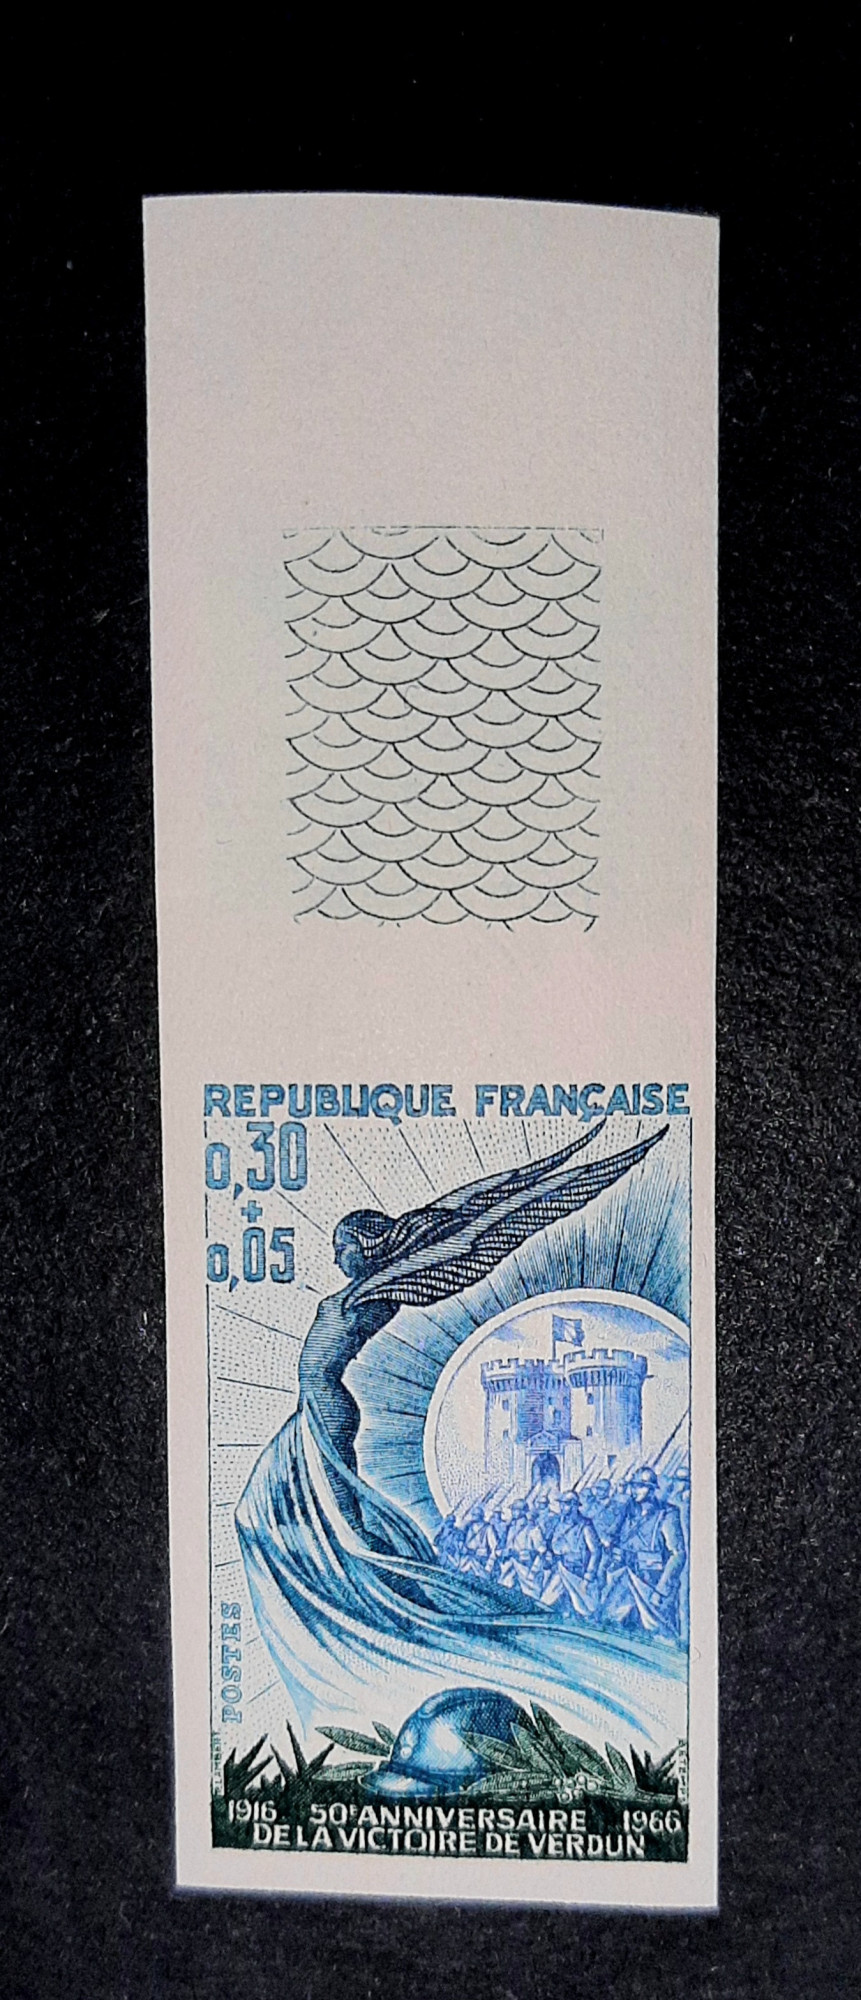 REPUBLIQUE FRANÇAISE
0,30
+
0,05
POSTES
1916 50E ANNIVERSAIRE 1966
DE LA VICTOIRE DE VERDUN